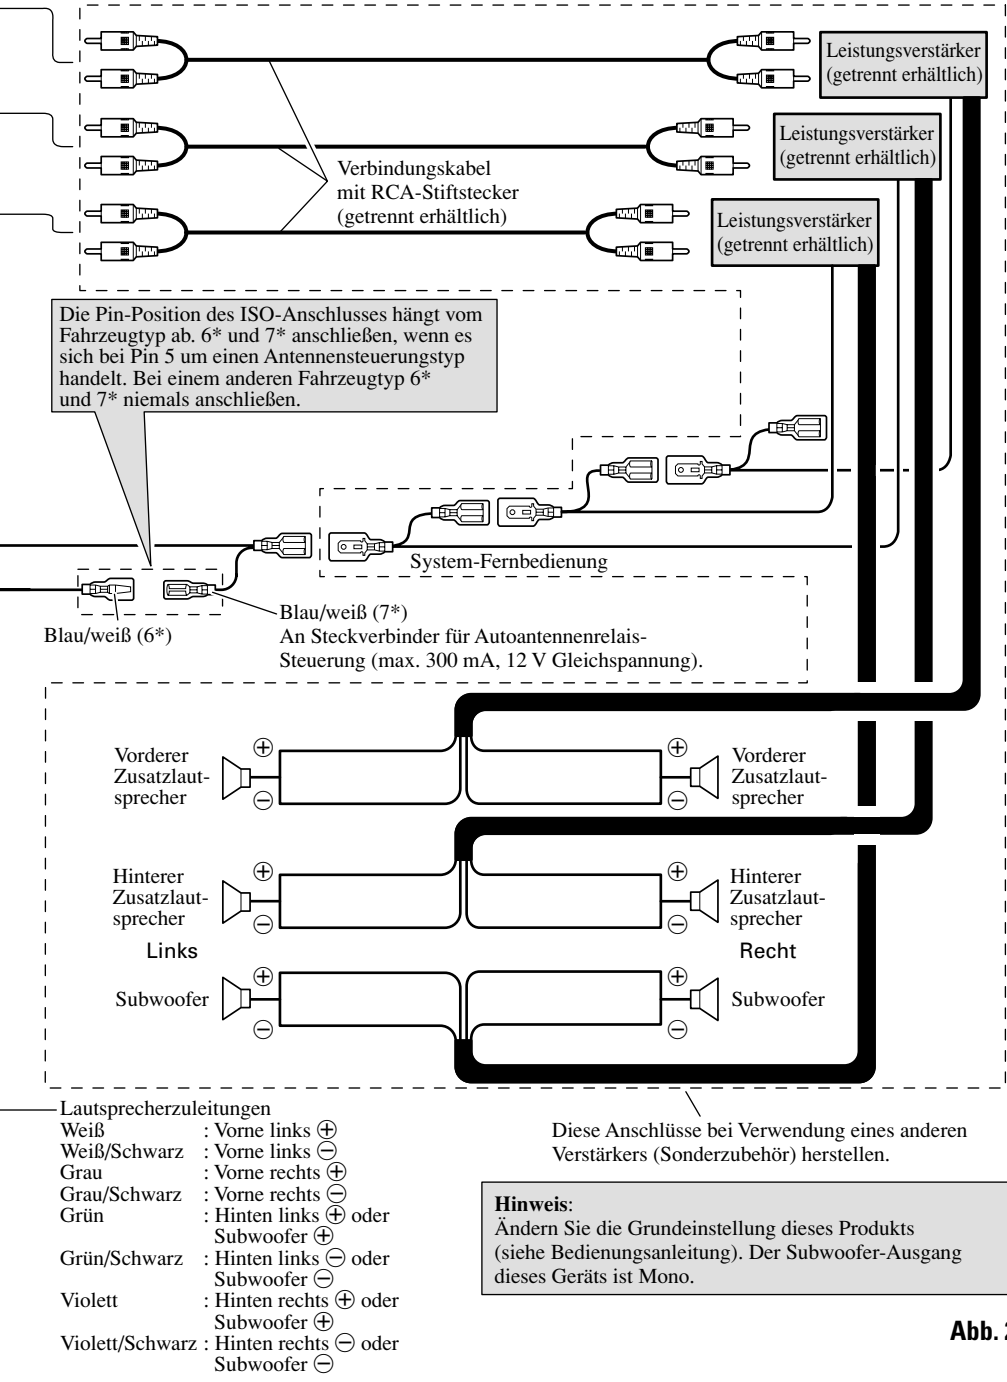 Leistungsverstärker
(getrennt erhältlich)
Leistungsverstärker
(getrennt erhältlich)
Verbindungskabel
mit RCA-Stiftstecker
(getrennt erhältlich)
Leistungsverstärker
(getrennt erhältlich)
Die Pin-Position des ISO-Anschlusses hängt vom
Fahrzeugtyp ab. 6* und 7* anschließen, wenn es
sich bei Pin 5 um einen Antennensteuerungstyp
handelt. Bei einem anderen Fahrzeugtyp 6*
und 7* niemals anschließen.
System-Fernbedienung
Blau/weiß (6*)
Blau/weiß (7*)
An Steckverbinder für Autoantennenrelais-
Steuerung (max. 300 mA, 12 V Gleichspannung).
Vorderer
Zusatzlaut-
sprecher
⊕
⊖
⊕
⊖
Vorderer
Zusatzlaut-
sprecher
Hinterer
Zusatzlaut-
sprecher
⊕
⊖
⊕
⊖
Hinterer
Zusatzlaut-
sprecher
Links
Recht
Subwoofer
⊕
⊖
⊕
⊖
Subwoofer
Lautsprecherzuleitungen
Weiß : Vorne links ⊕
Weiß/Schwarz : Vorne links ⊖
Grau : Vorne rechts ⊕
Grau/Schwarz : Vorne rechts ⊖
Grün : Hinten links ⊕ oder
Subwoofer ⊕
Grün/Schwarz : Hinten links ⊖ oder
Subwoofer ⊖
Violett : Hinten rechts ⊕ oder
Subwoofer ⊕
Violett/Schwarz : Hinten rechts ⊖ oder
Subwoofer ⊖
Diese Anschlüsse bei Verwendung eines anderen
Verstärkers (Sonderzubehör) herstellen.
Hinweis:
Ändern Sie die Grundeinstellung dieses Produkts
(siehe Bedienungsanleitung). Der Subwoofer-Ausgang
dieses Geräts ist Mono.
Abb. 2